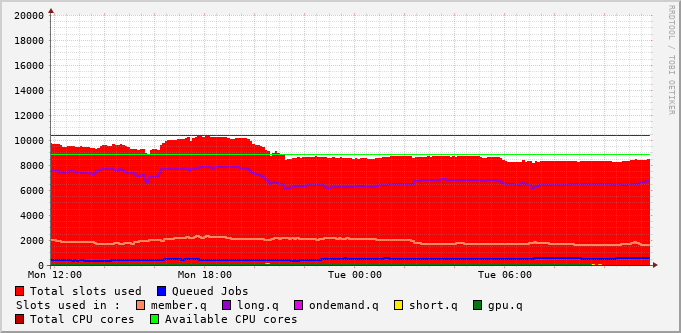 RRDTOOL / TOBI OETIKER
20000
18000
16000
14000
12000
10000
8000
6000
4000
2000
0
Mon 12:00 Mon 18:00 Tue 00:00 Tue 06:00
Total slots used Queued Jobs
Slots used in : member.q long.q ondemand.q short.q gpu.q
Total CPU cores Available CPU cores